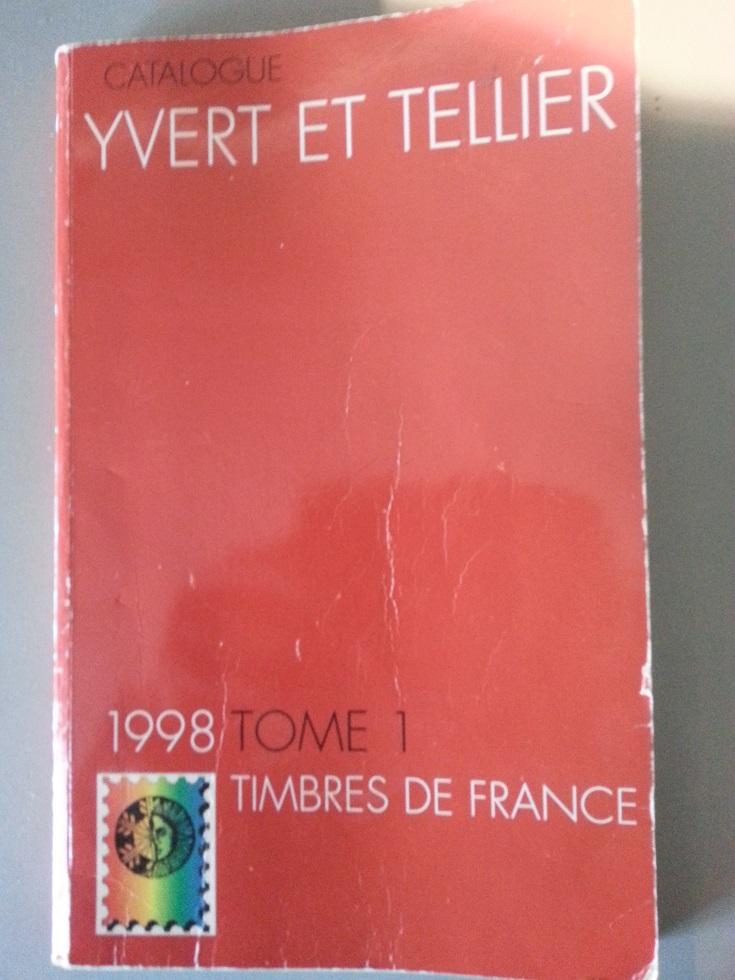 CATALOGUE
YVERT ET TELLIER
1998 TOME 1
TIMBRES DE FRANCE